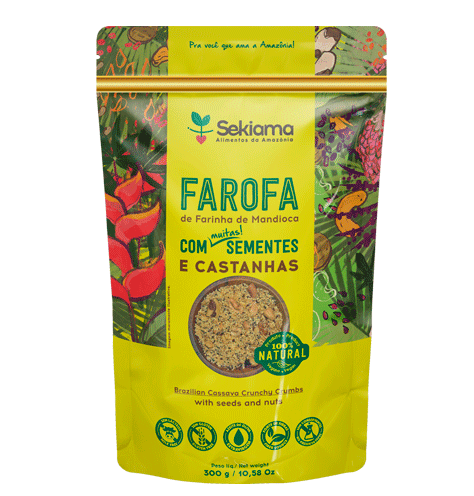 Pra você que ama a Amazônia!
Sekiama
Alimentos da Amazônia
FAROFA
de Farinha de Mandioca
muitas!
COM SEMENTES
E CASTANHAS
100%
NATURAL
Brazilian Cassava Crunchy Crumbs
with seeds and nuts
Peso líq / Net weight
300 g / 10,58 Oz